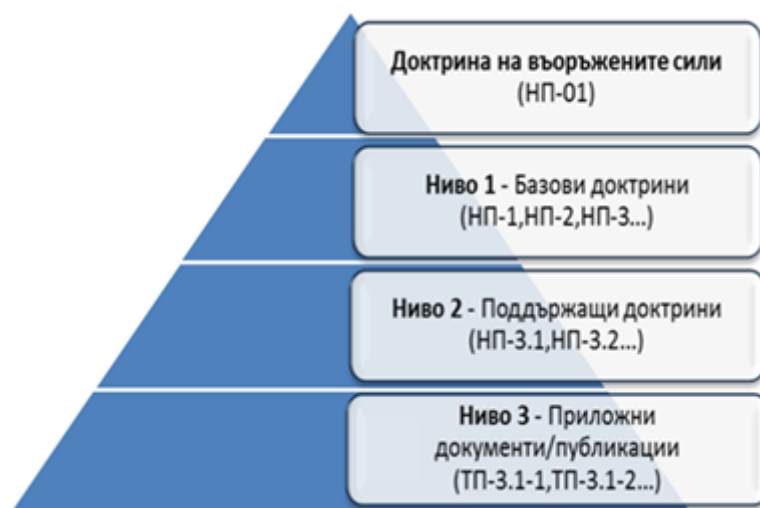 Доктрина на въоръжените сили
(НП-01)
Ниво 1 - Базови доктрини
(НП-1,НП-2,НП-3...)
Ниво 2 - Поддържащи доктрини
(НП-3.1,НП-3.2...)
Ниво 3 - Приложни
документи/публикации
(ТП-3.1-1,ТП-3.1-2...)